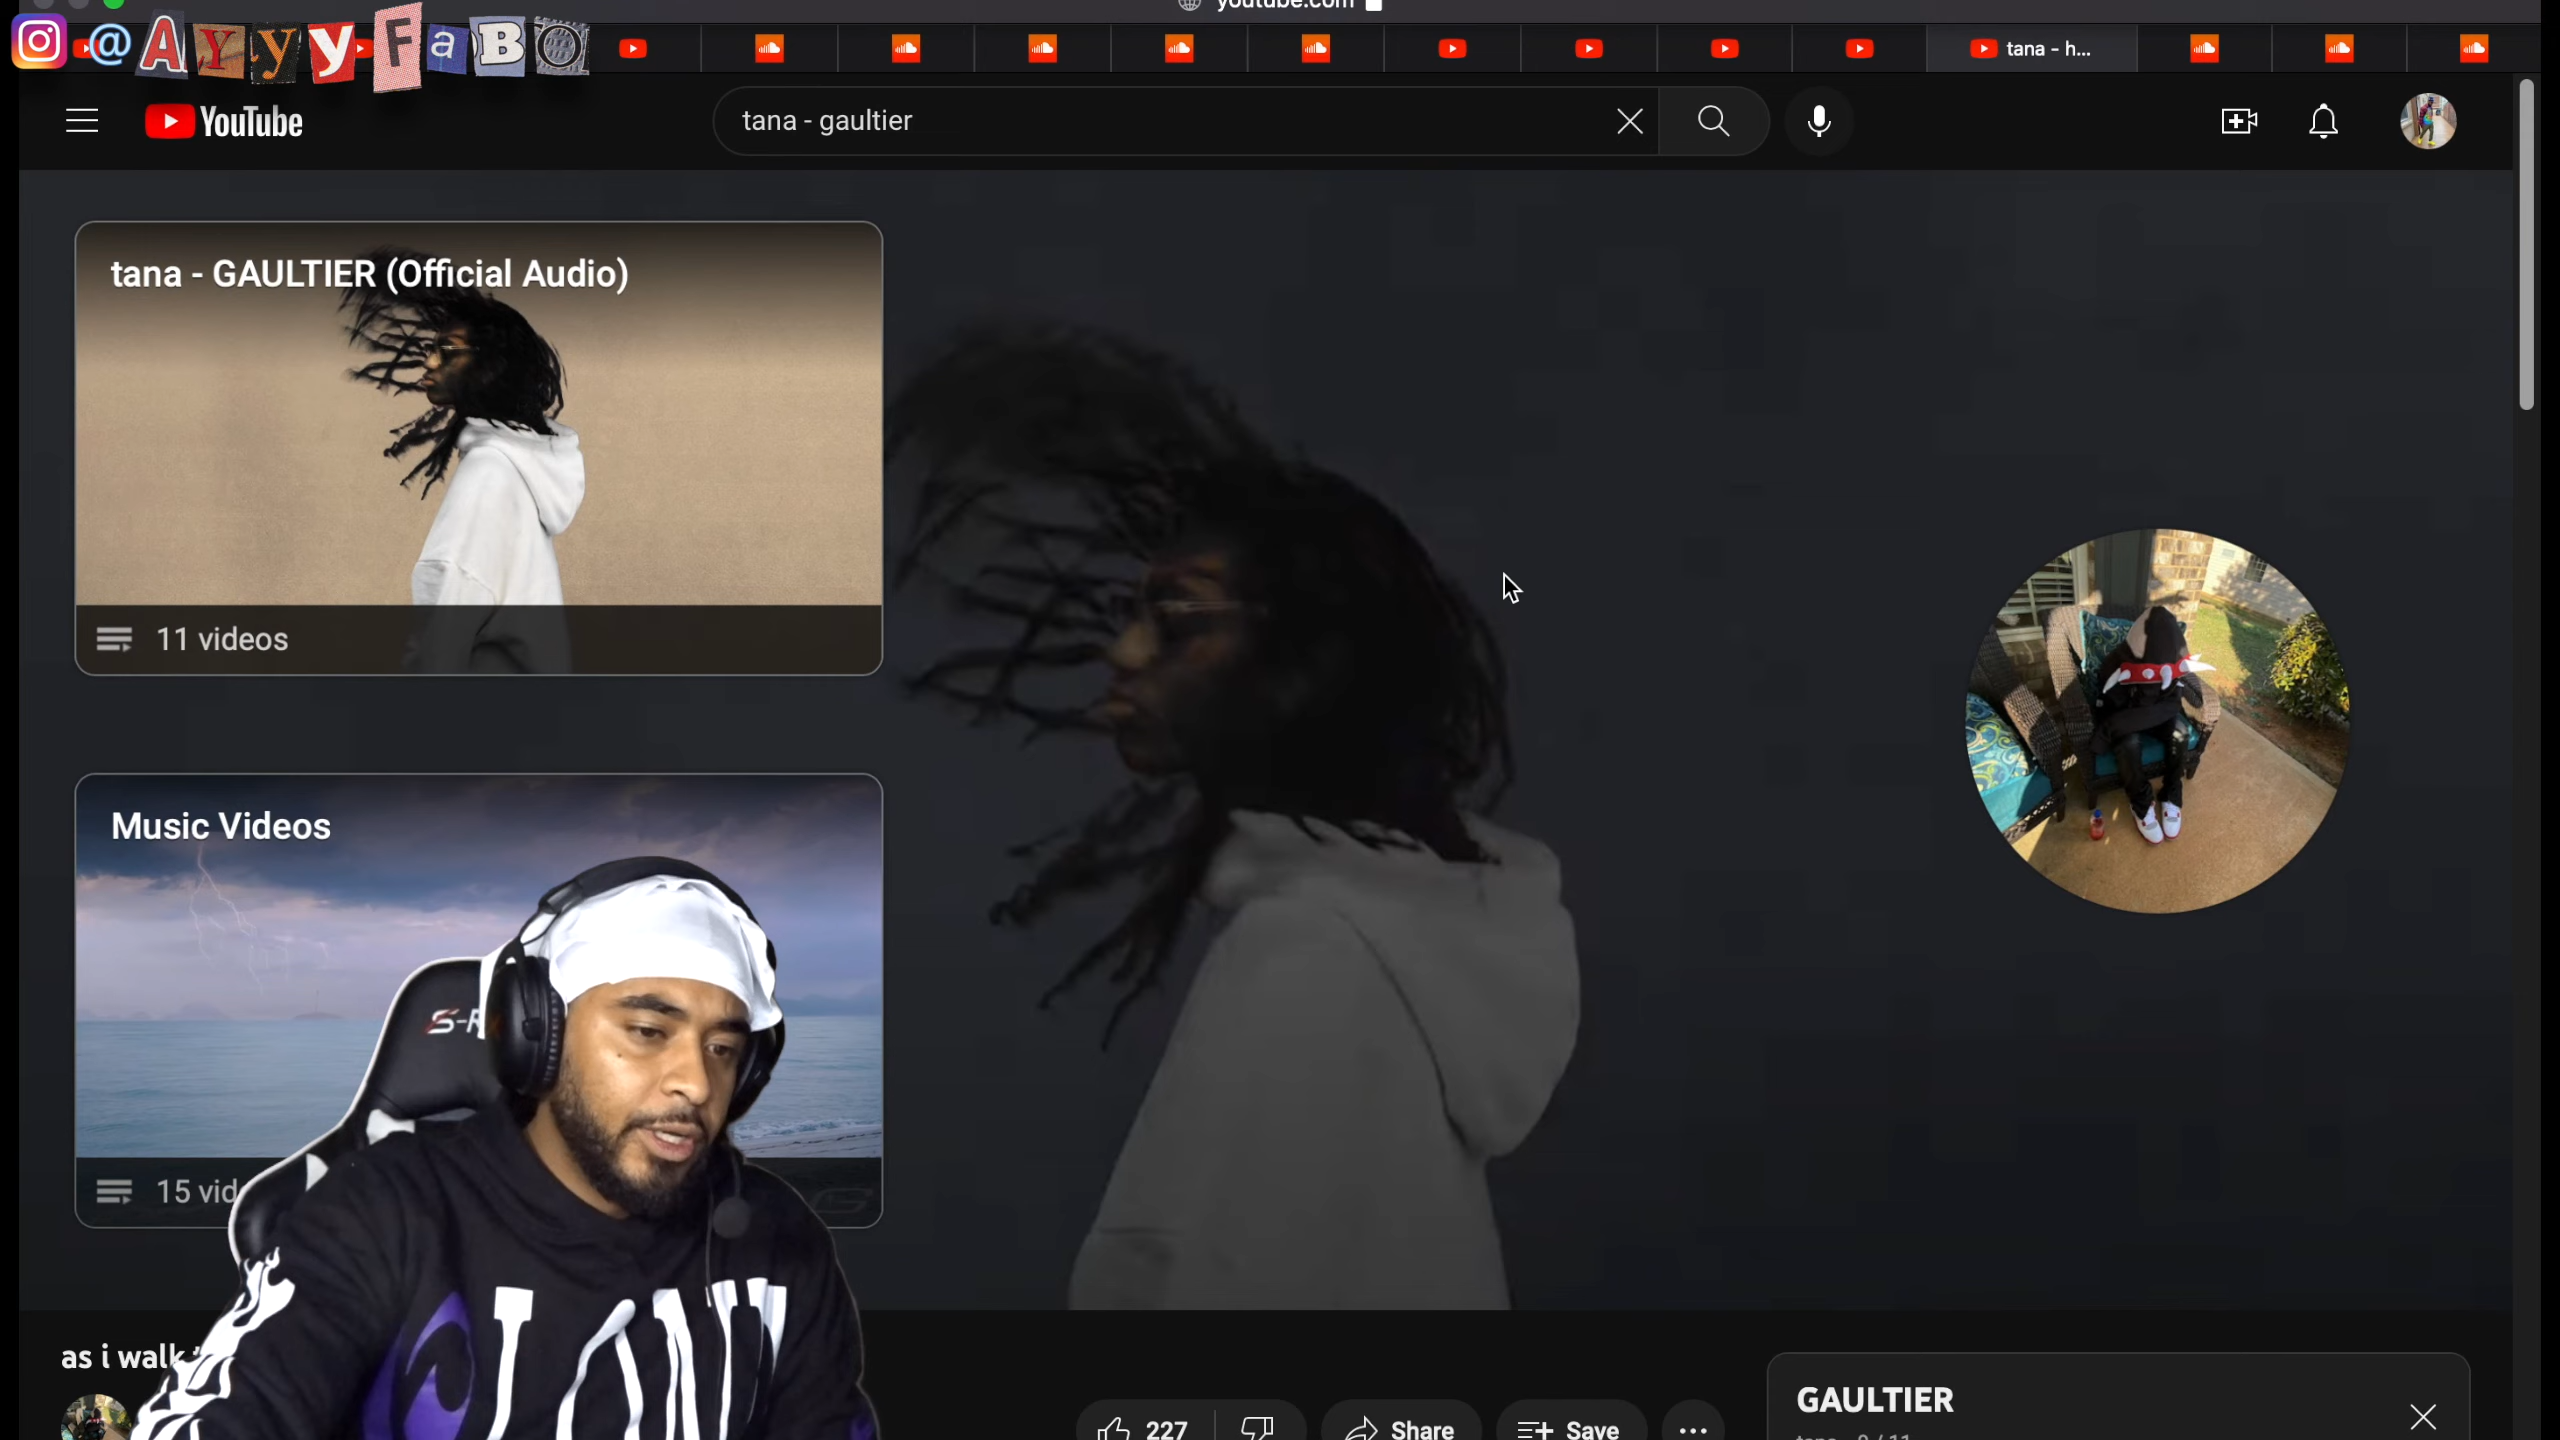 youtube.com
@AYyyFaBO
tana - h...
YouTube
tana - gaultier
tana - GAULTIER (Official Audio)
11 videos
Music Videos
S-R
15 vid
as i walk
227
Share
Save
GAULTIER